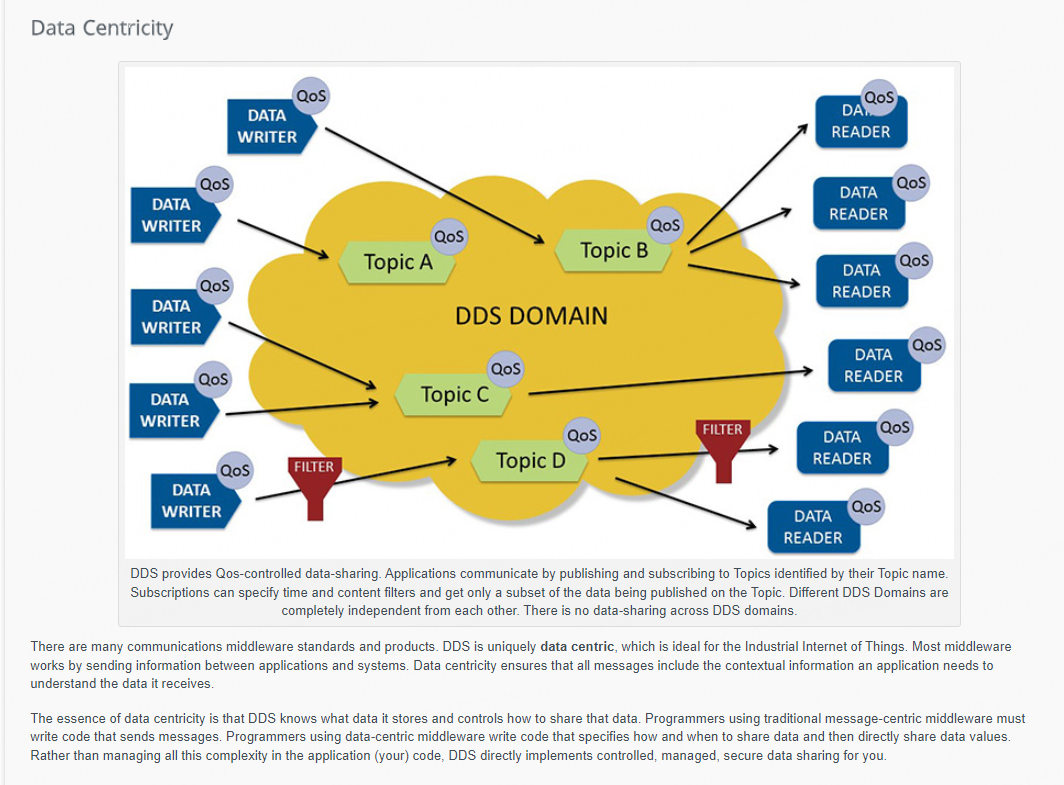 Data Centricity
QoS
DATA
WRITER
QoS
DATA
WRITER
QoS
DATA
WRITER
QoS
DATA
WRITER
QoS
DATA
WRITER
FILTER
QoS
Topic A
QoS
Topic B
DDS DOMAIN
QoS
Topic C
QoS
Topic D
FILTER
QoS
READER
QoS
DATA
READER
QoS
DATA
READER
QoS
DATA
READER
QoS
DATA
READER
QoS
DATA
READER
DDS provides Qos-controlled data-sharing. Applications communicate by publishing and subscribing to Topics identified by their Topic name.
Subscriptions can specify time and content filters and get only a subset of the data being published on the Topic. Different DDS Domains are
completely independent from each other. There is no data-sharing across DDS domains.
There are many communications middleware standards and products. DDS is uniquely data centric, which is ideal for the Industrial Internet of Things. Most middleware
works by sending information between applications and systems. Data centricity ensures that all messages include the contextual information an application needs to
understand the data it receives.
The essence of data centricity is that DDS knows what data it stores and controls how to share that data. Programmers using traditional message-centric middleware must
write code that sends messages. Programmers using data-centric middleware write code that specifies how and when to share data and then directly share data values.
Rather than managing all this complexity in the application (your) code, DDS directly implements controlled, managed, secure data sharing for you.